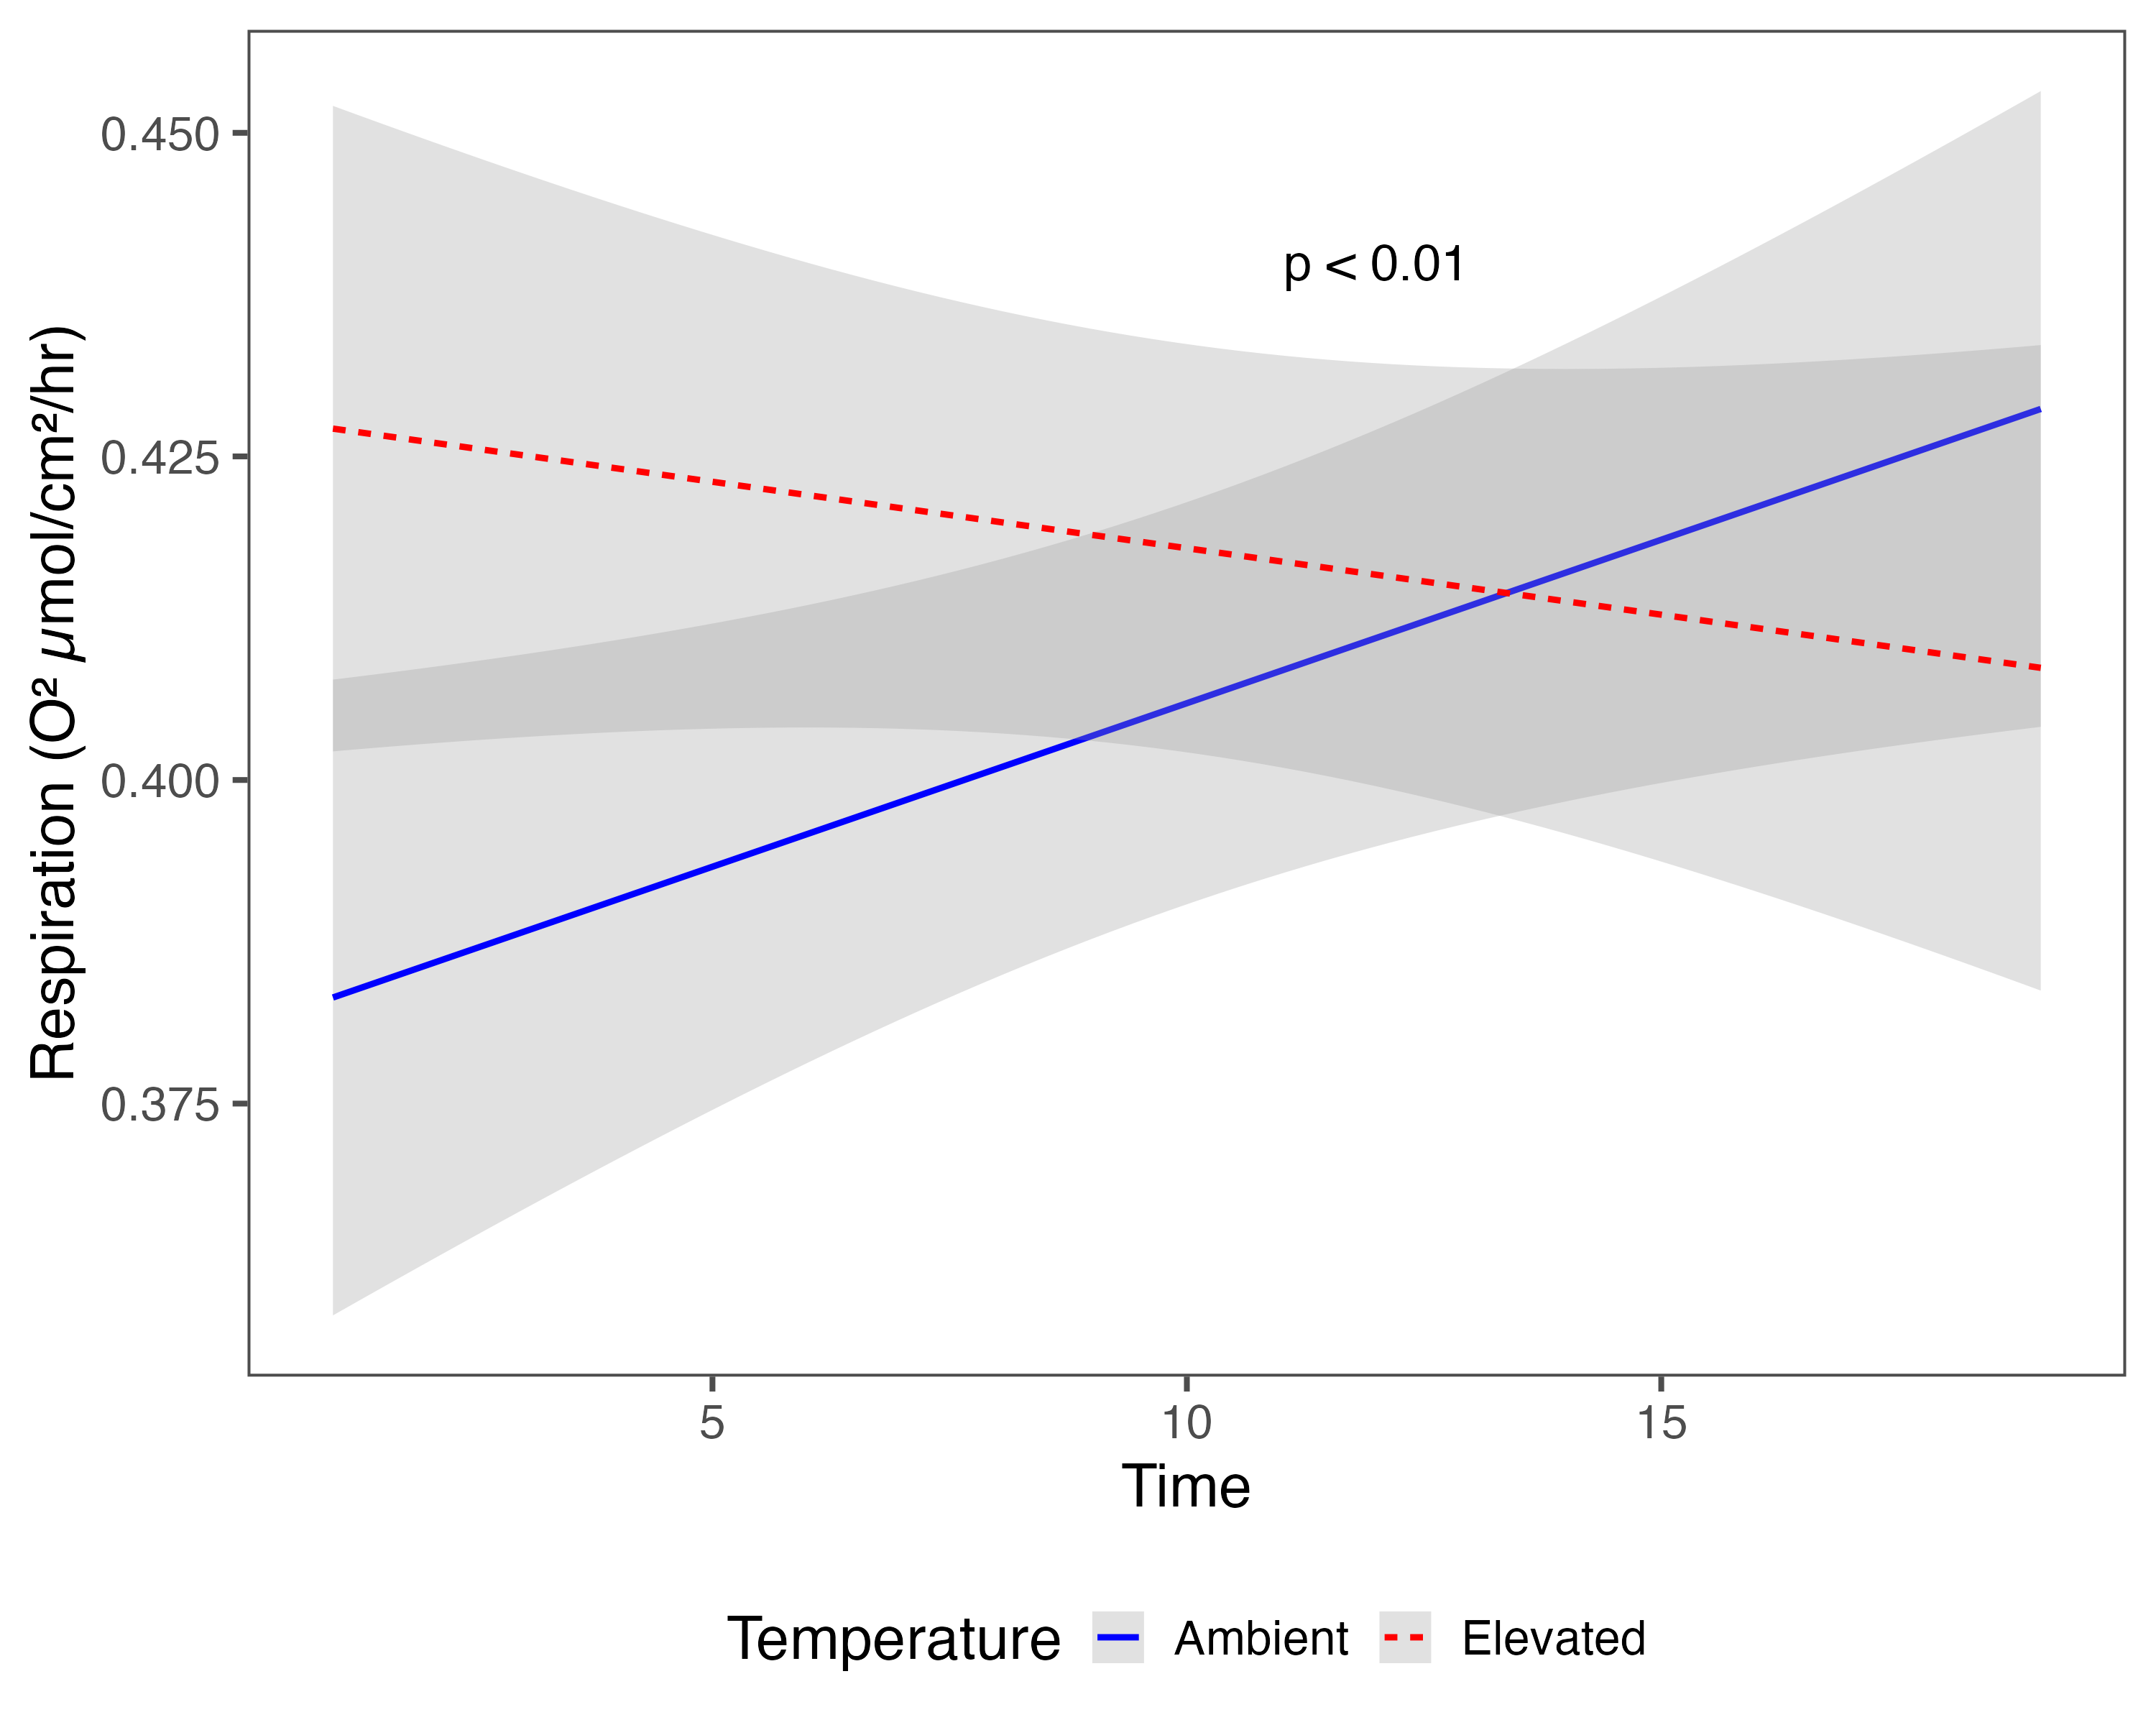 0.450
0.425
0.400
0.375
Respiration (O² µmol/cm²/hr)
p < 0.01
5 10 15
Time
Temperature Ambient Elevated